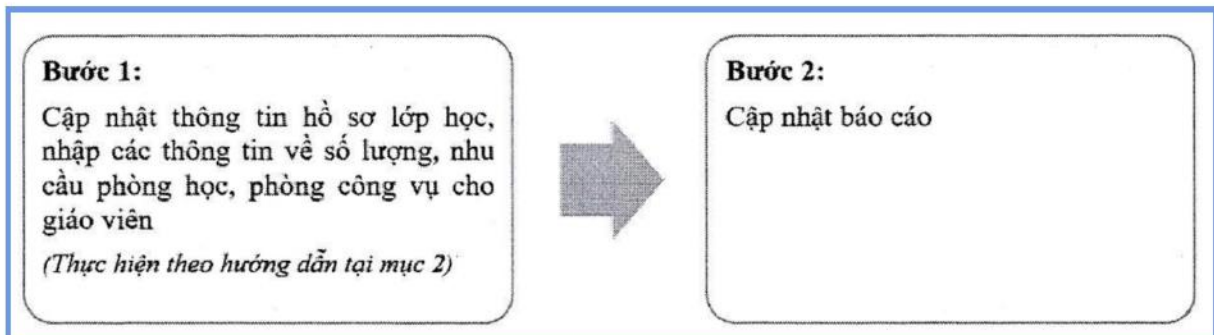 Bước 1:
Cập nhật thông tin hồ sơ lớp học,
nhập các thông tin về số lượng, nhu
cầu phòng học, phòng công vụ cho
giáo viên
(Thực hiện theo hướng dẫn tại mục 2)
Bước 2:
Cập nhật báo cáo